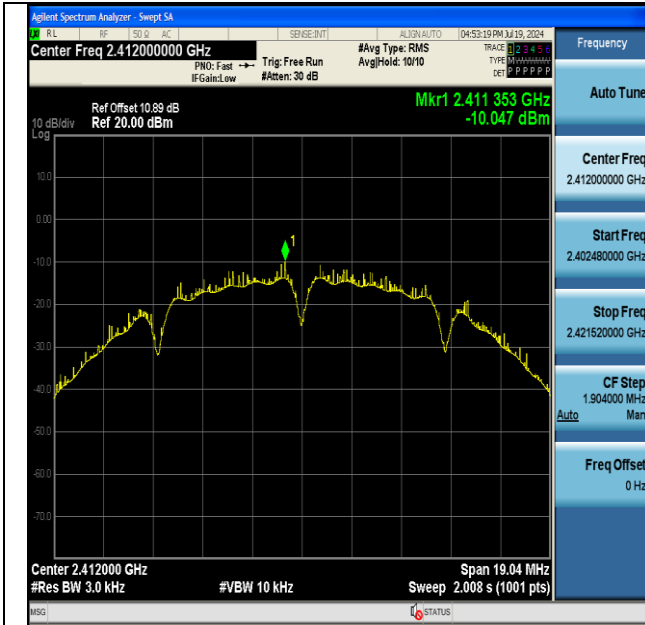 Agilent Spectrum Analyzer - Swept SA
RL RF 50 Ω AC SENSE:INT ALIGN AUTO 04:53:19 PM Jul 19, 2024
Center Freq 2.412000000 GHz
PNO: Fast
IFGain:Low
Trig: Free Run
#Atten: 30 dB
#Avg Type: RMS
Avg|Hold: 10/10
TRACE 1 2 3 4 5 6
TYPE
DET P P P P P P
Mkr1 2.411 353 GHz
-10.047 dBm
Ref Offset 10.89 dB
10 dB/div Ref 20.00 dBm
Log
10.0
0.00
-10.0
-20.0
-30.0
-40.0
-50.0
-60.0
-70.0
1
Center 2.412000 GHz Span 19.04 MHz
#Res BW 3.0 kHz #VBW 10 kHz Sweep 2.008 s (1001 pts)
MSG STATUS
Frequency
Auto Tune
Center Freq
2.412000000 GHz
Start Freq
2.402480000 GHz
Stop Freq
2.421520000 GHz
CF Step
1.904000 MHz
Auto Man
Freq Offset
0 Hz